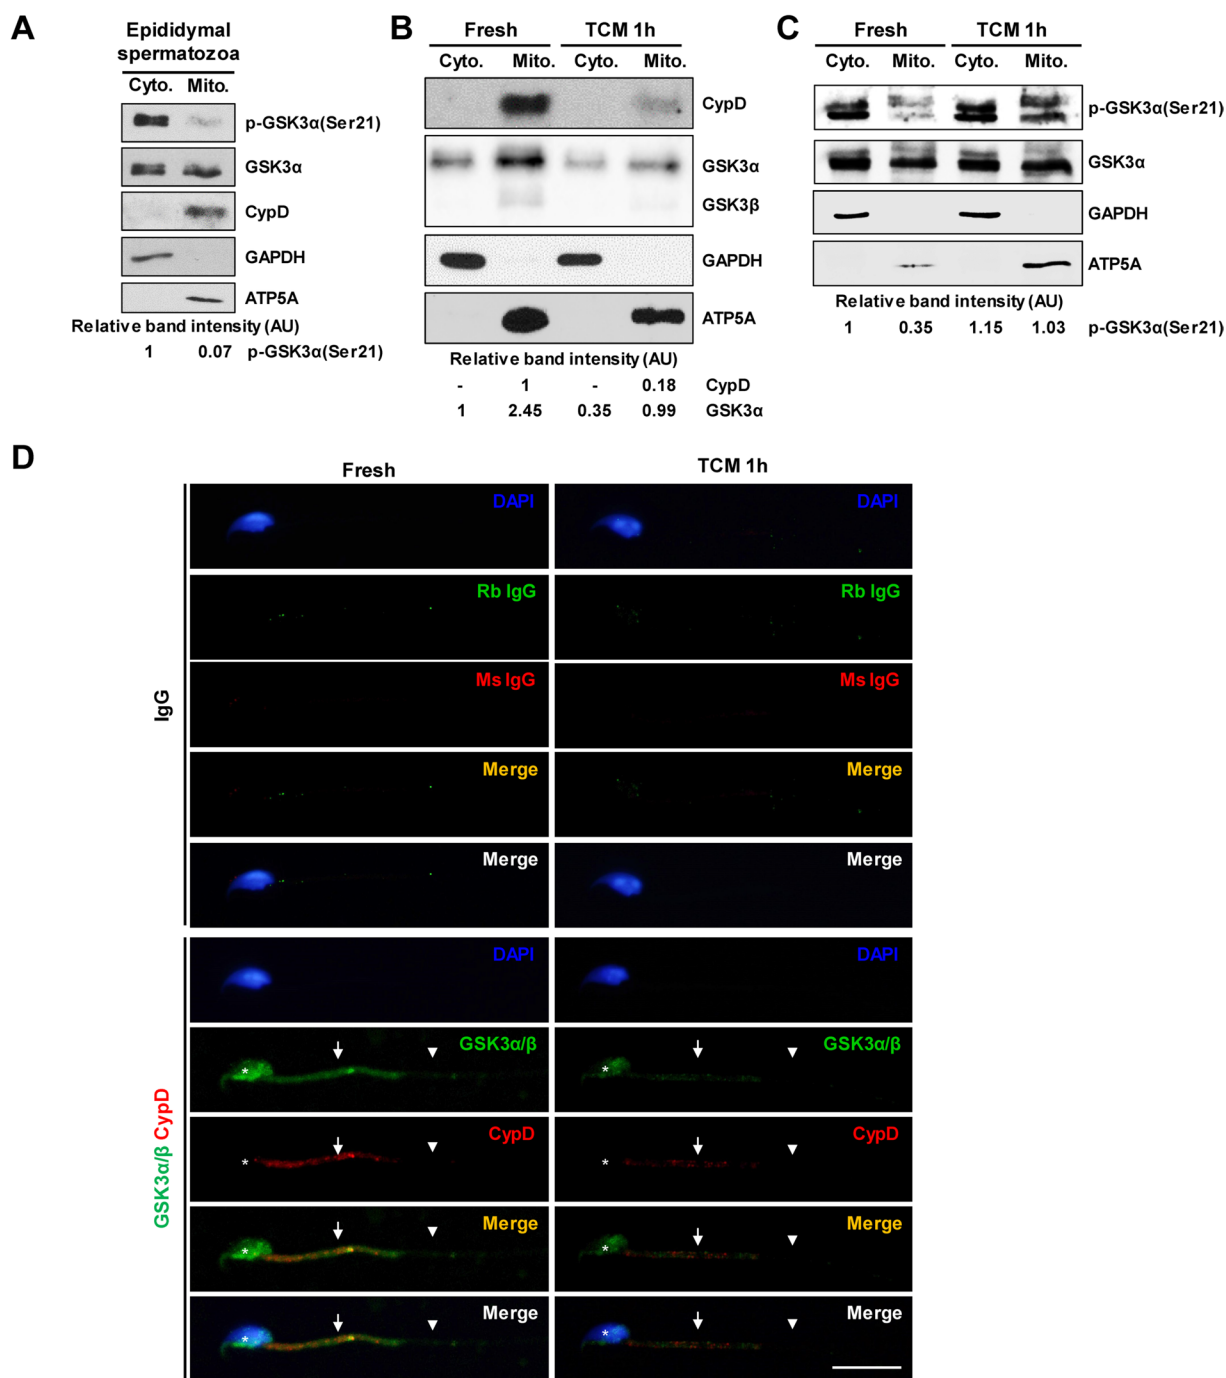 A
Epididymal
spermatozoa
Cyto. Mito.
p-GSK3α(Ser21)
GSK3α
CypD
GAPDH
ATP5A
Relative band intensity (AU)
1 0.07 p-GSK3α(Ser21)
B
Fresh TCM 1h
Cyto. Mito. Cyto. Mito.
CypD
GSK3α
GSK3β
GAPDH
ATP5A
Relative band intensity (AU)
- 1 - 0.18 CypD
1 2.45 0.35 0.99 GSK3α
C
Fresh TCM 1h
Cyto. Mito. Cyto. Mito.
p-GSK3α(Ser21)
GSK3α
GAPDH
ATP5A
Relative band intensity (AU)
1 0.35 1.15 1.03 p-GSK3α(Ser21)
D
Fresh TCM 1h
IgG
DAPI DAPI
Rb IgG Rb IgG
Ms IgG Ms IgG
Merge Merge
Merge Merge
GSK3α/β CypD
DAPI DAPI
* GSK3α/β * GSK3α/β
* CypD * CypD
* Merge * Merge
* Merge * Merge